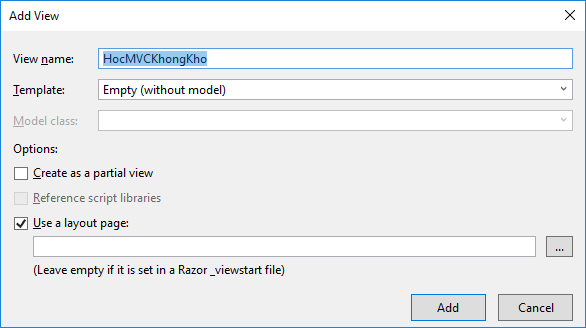 Add View
View name: HocMVCKhongKho
Template: Empty (without model)
Model class:
Options:
Create as a partial view
Reference script libraries
Use a layout page:
...
(Leave empty if it is set in a Razor _viewstart file)
Add Cancel